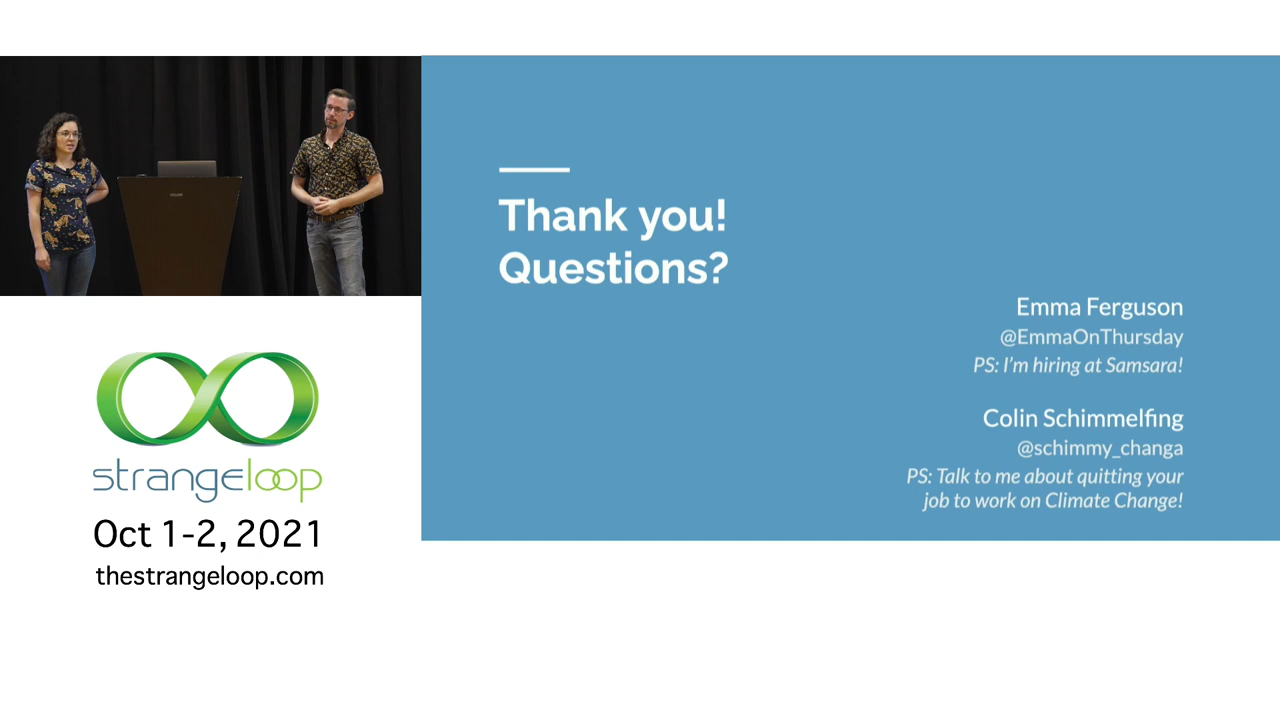 Thank you!
Questions?
Emma Ferguson
@EmmaOnThursday
PS: I'm hiring at Samsara!
Colin Schimmelfing
@schimmy_changa
PS: Talk to me about quitting your
job to work on Climate Change!
strangeloop
Oct 1-2, 2021
thestrangeloop.com